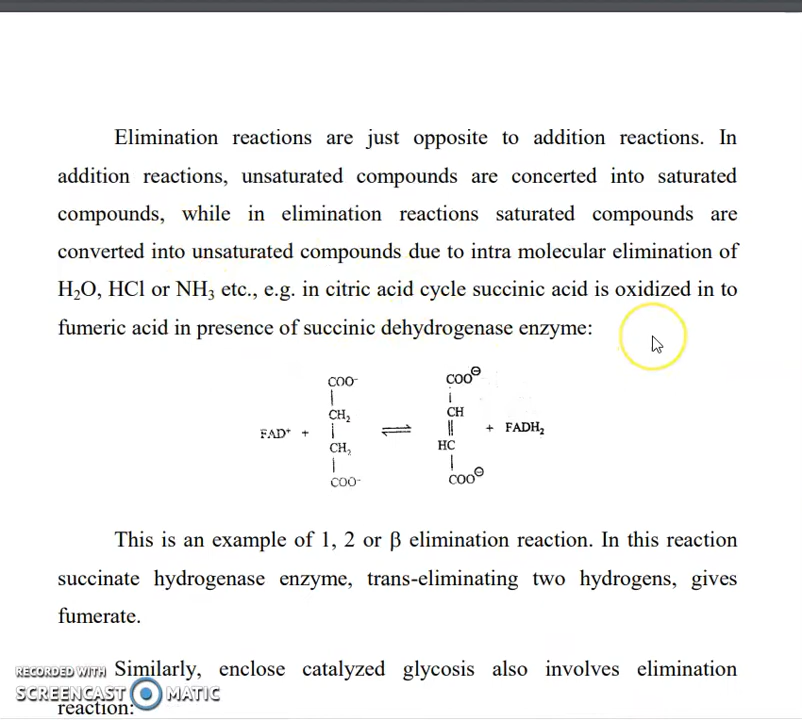 Elimination reactions are just opposite to addition reactions. In
addition reactions, unsaturated compounds are concerted into saturated
compounds, while in elimination reactions saturated compounds are
converted into unsaturated compounds due to intra molecular elimination of
H₂O, HCl or NH₃ etc., e.g. in citric acid cycle succinic acid is oxidized in to
fumeric acid in presence of succinic dehydrogenase enzyme:
COO⁻
COO⊖
CH₂
CH
FAD⁺ +
+ FADH₂
CH₂
HC
COO⁻
COO⊖
This is an example of 1, 2 or β elimination reaction. In this reaction
succinate hydrogenase enzyme, trans-eliminating two hydrogens, gives
fumerate.
Similarly, enclose catalyzed glycosis also involves elimination
reaction:
RECORDED WITH
SCREENCAST MATIC